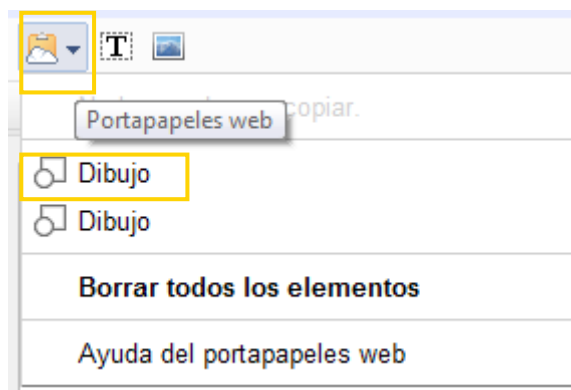 T
copiar.
Portapapeles web
Dibujo
Dibujo
Borrar todos los elementos
Ayuda del portapapeles web